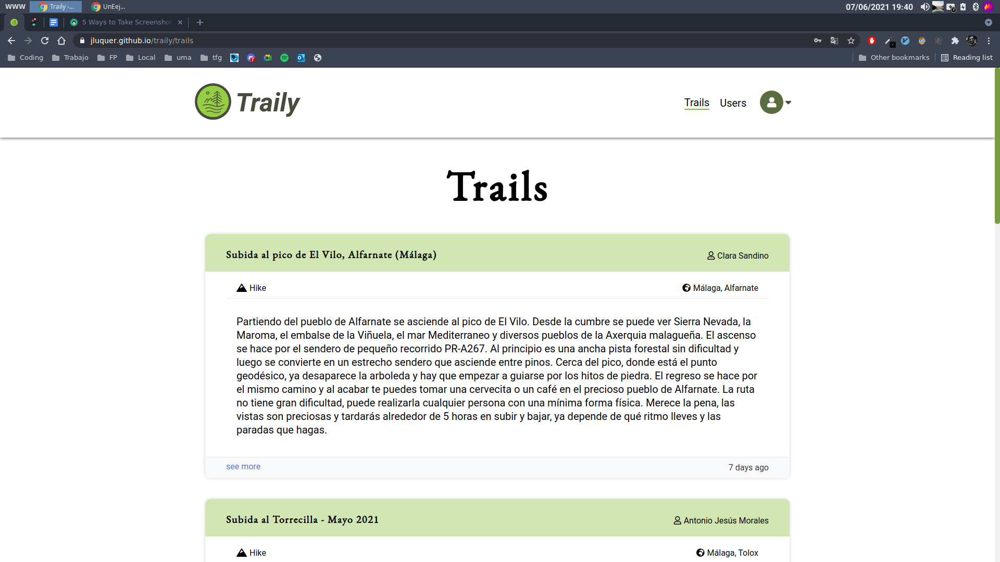 WWW
Traily -...
UnEej...
07/06/2021 19:40
5 Ways to Take Screenshot
jluquer.github.io/traily/trails
Coding
Trabajo
FP
Local
uma
tfg
7
Other bookmarks
Reading list
Traily
Trails
Users
Trails
Subida al pico de El Vilo, Alfarnate (Málaga)
Clara Sandino
Hike
Málaga, Alfarnate
Partiendo del pueblo de Alfarnate se asciende al pico de El Vilo. Desde la cumbre se puede ver Sierra Nevada, la
Maroma, el embalse de la Viñuela, el mar Mediterraneo y diversos pueblos de la Axerquia malagueña. El ascenso
se hace por el sendero de pequeño recorrido PR-A267. Al principio es una ancha pista forestal sin dificultad y
luego se convierte en un estrecho sendero que asciende entre pinos. Cerca del pico, donde está el punto
geodésico, ya desaparece la arboleda y hay que empezar a guiarse por los hitos de piedra. El regreso se hace por
el mismo camino y al acabar te puedes tomar una cervecita o un café en el precioso pueblo de Alfarnate. La ruta
no tiene gran dificultad, puede realizarla cualquier persona con una mínima forma física. Merece la pena, las
vistas son preciosas y tardarás alrededor de 5 horas en subir y bajar, ya depende de qué ritmo lleves y las
paradas que hagas.
see more
7 days ago
Subida al Torrecilla - Mayo 2021
Antonio Jesús Morales
Hike
Málaga, Tolox